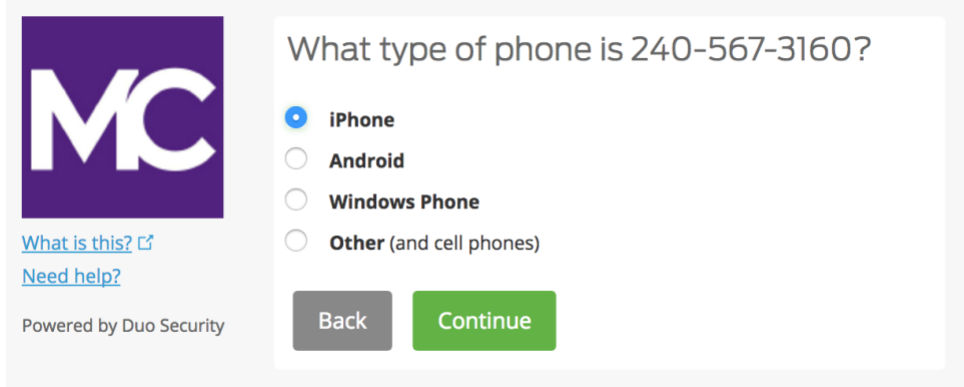 MC
What is this?
Need help?
Powered by Duo Security
What type of phone is 240-567-3160?
iPhone
Android
Windows Phone
Other (and cell phones)
Back
Continue